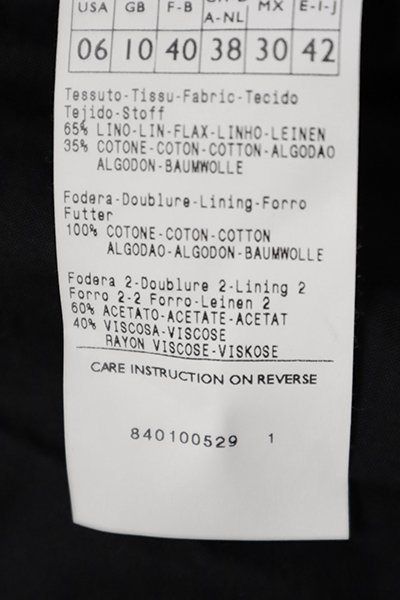 USA GB F-B MX E-I-J
A-NL
06 10 40 38 30 42
Tessuto-Tissu-Fabric-Tecido
Tejido-Stoff
65% LINO-LIN-FLAX-LINHO-LEINEN
35% COTONE-COTON-COTTON-ALGODAO
ALGODON-BAUMWOLLE
Fodera-Doublure-Lining-Forro
Futter
100% COTONE-COTON-COTTON
ALGODAO-ALGODON-BAUMWOLLE
Fodera 2-Doublure 2-Lining 2
Forro 2-2 Forro-Leinen 2
60% ACETATO-ACETATE-ACETAT
40% VISCOSA-VISCOSE
RAYON VISCOSE-VISKOSE
CARE INSTRUCTION ON REVERSE
840100529 1